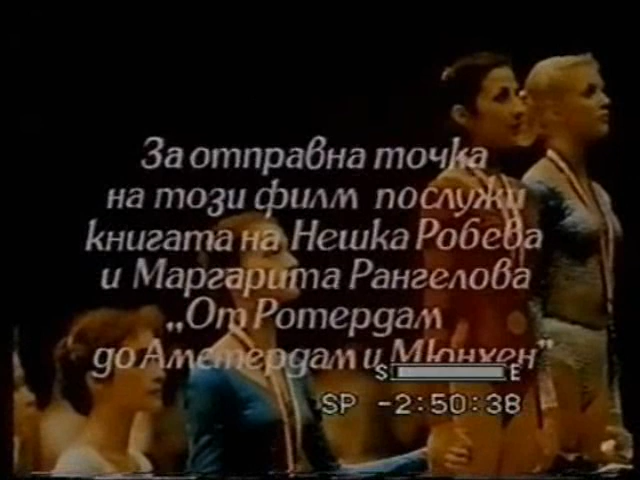 За отправна точка
на този филм послужи
книгата на Нешка Робева
и Маргарита Рангелова
„От Ротердам
до Амстердам и Мюнхен"
S E
SP -2:50:38